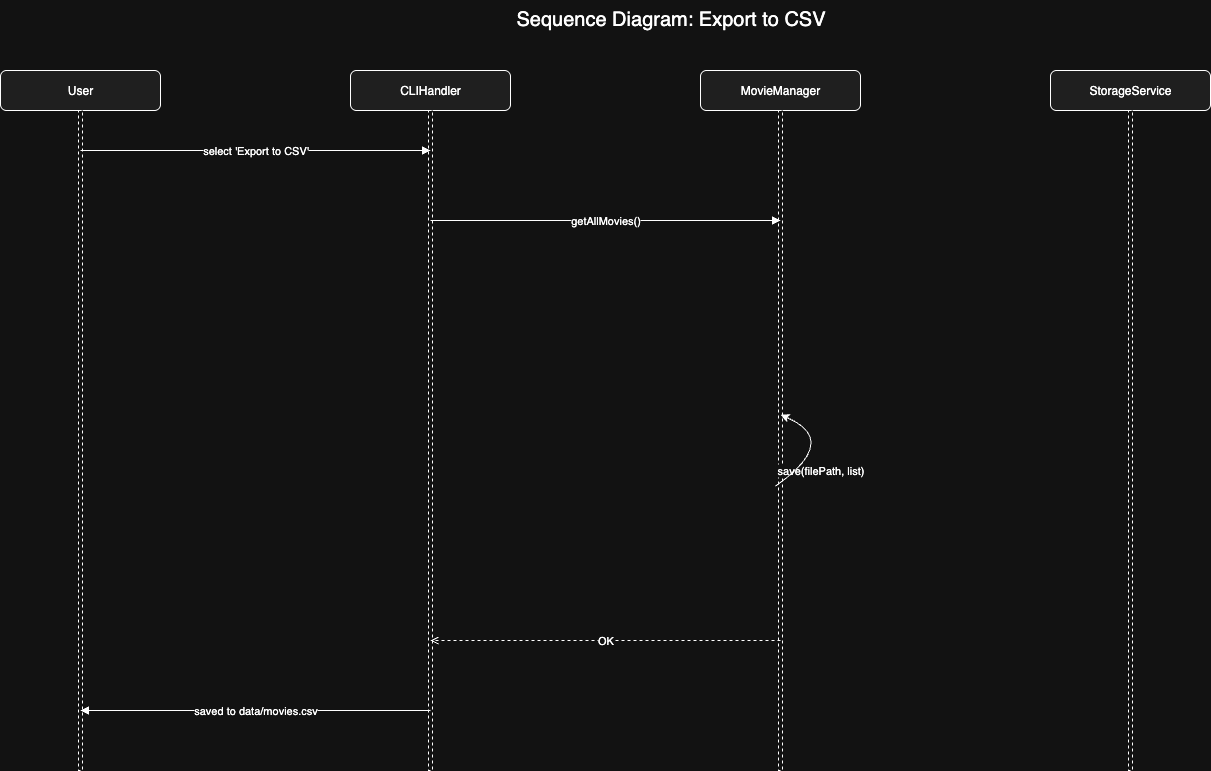 Sequence Diagram: Export to CSV
User
CLIHandler
MovieManager
StorageService
select 'Export to CSV'
getAllMovies()
save(filePath, list)
OK
saved to data/movies.csv